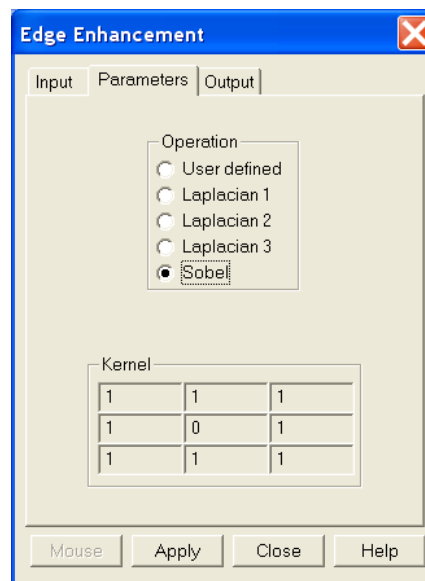 Edge Enhancement
Input Parameters Output
Operation
User defined
Laplacian 1
Laplacian 2
Laplacian 3
Sobel
Kernel
1 1 1
1 0 1
1 1 1
Mouse Apply Close Help